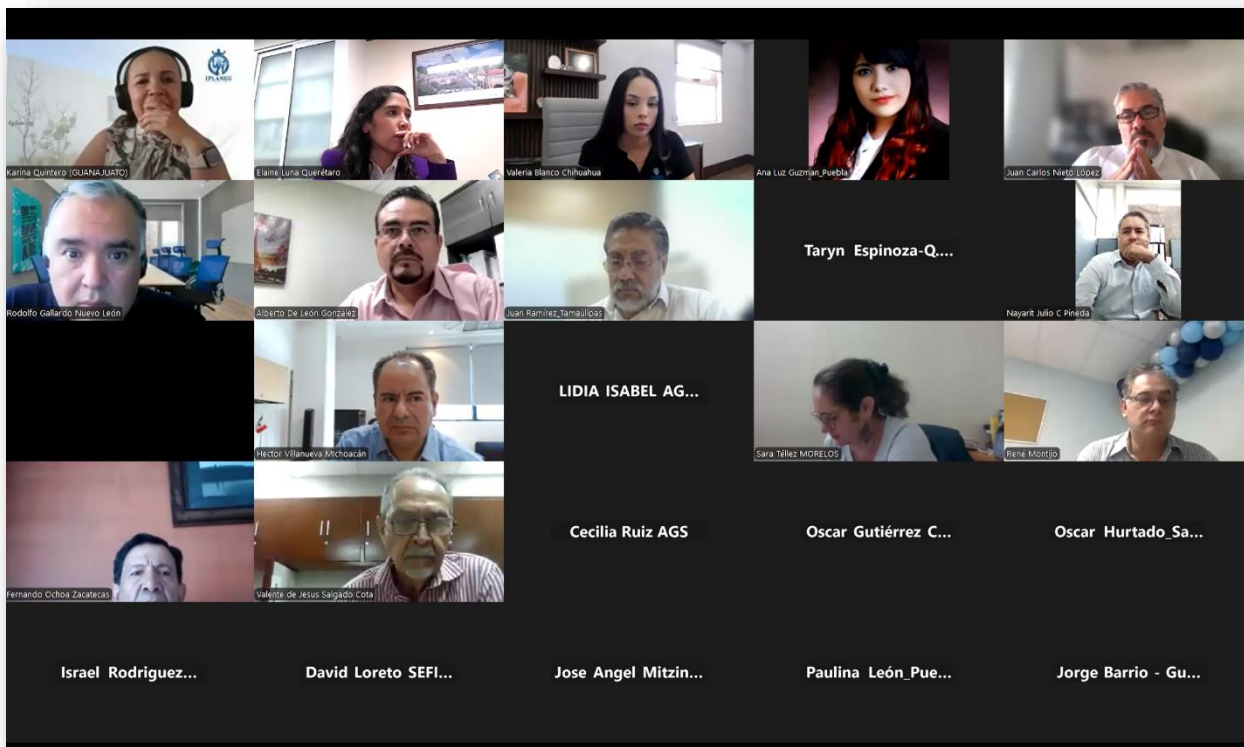 IPLANEG
Karina Quintero (GUANAJUATO)
Elaine Luna Querétaro
Valeria Blanco Chihuahua
Ana Luz Guzman_Puebla
Juan Carlos Nieto López
Rodolfo Gallardo Nuevo León
Alberto De León González
Juan Ramírez_Tamaulipas
Taryn Espinoza-Q....
Nayarit Julio C Pineda
Héctor Villanueva Michoacán
LIDIA ISABEL AG...
Sara Téllez MORELOS
René Montijo
Fernando Ochoa Zacatecas
Valente de Jesus Salgado Cota
Cecilia Ruiz AGS
Oscar Gutiérrez C...
Oscar Hurtado_Sa...
Israel Rodriguez...
David Loreto SEFI...
Jose Angel Mitzin...
Paulina León_Pue...
Jorge Barrio - Gu...